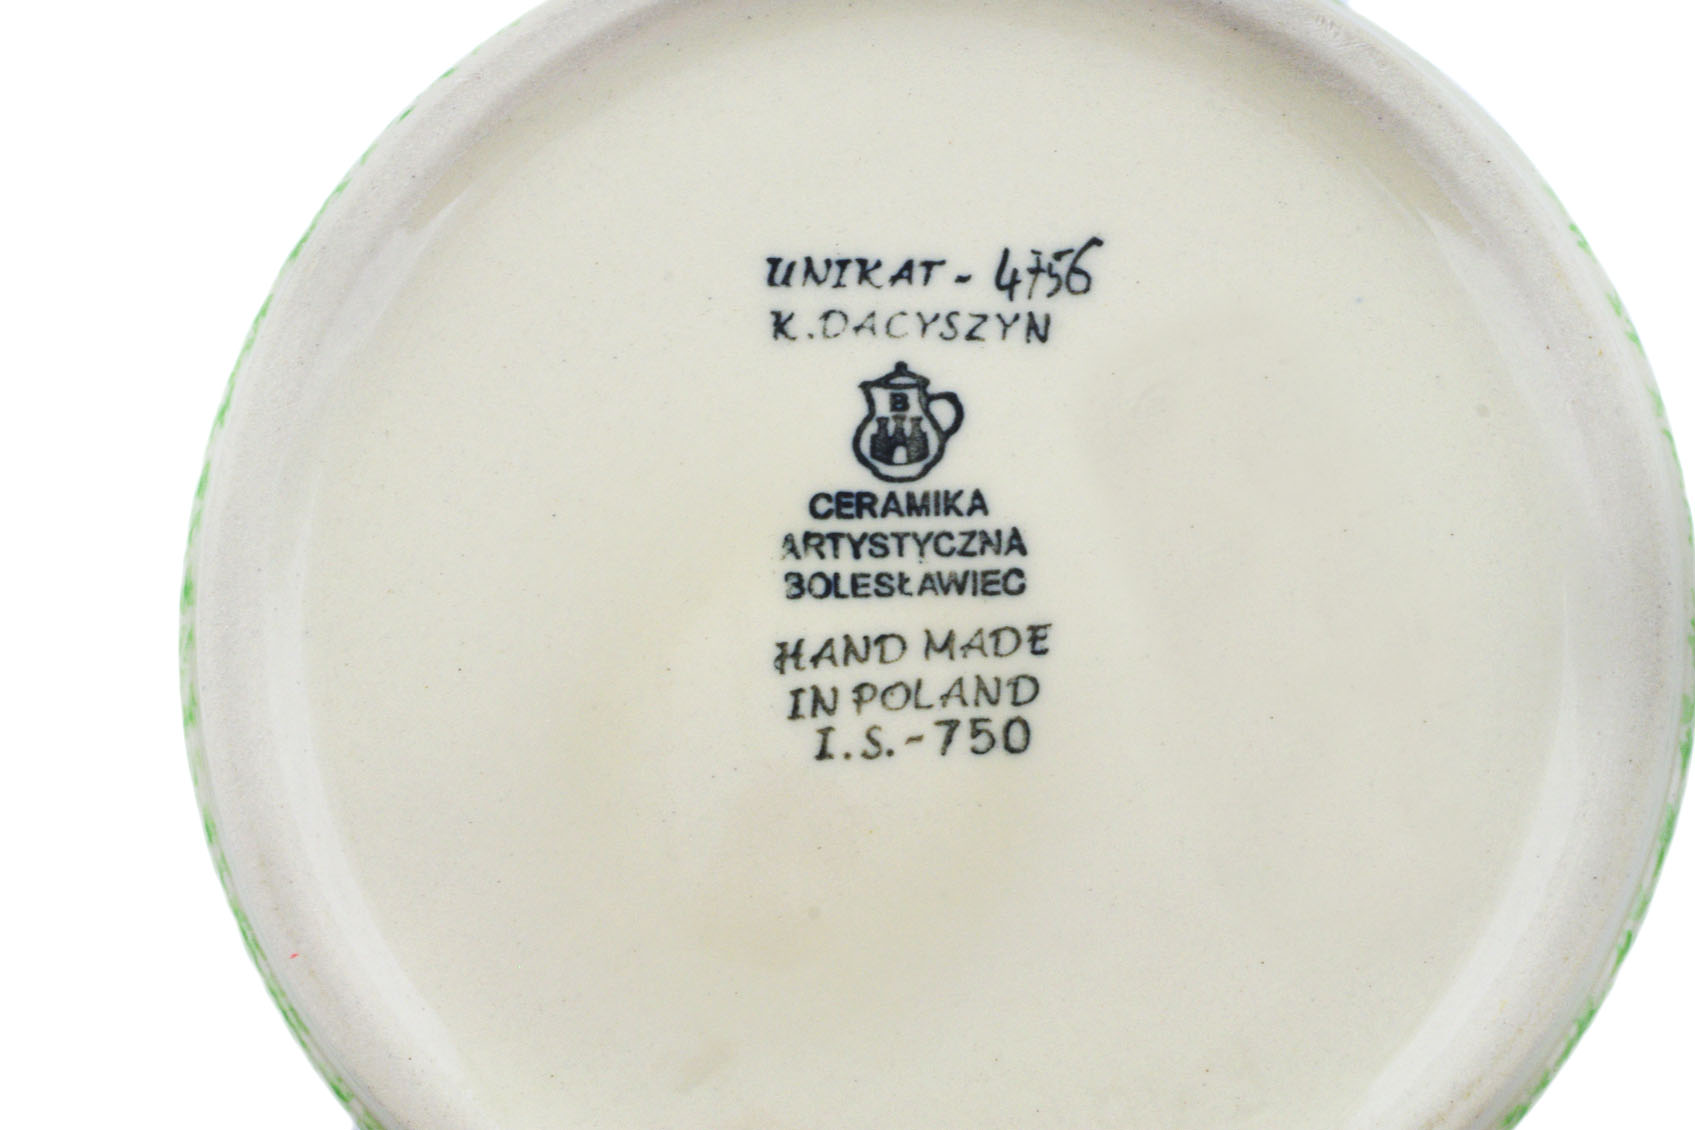 UNIKAT - 4756
K. DACYSZYN
B
CERAMIKA
ARTYSTYCZNA
BOLESŁAWIEC
HAND MADE
IN POLAND
I.S.-750